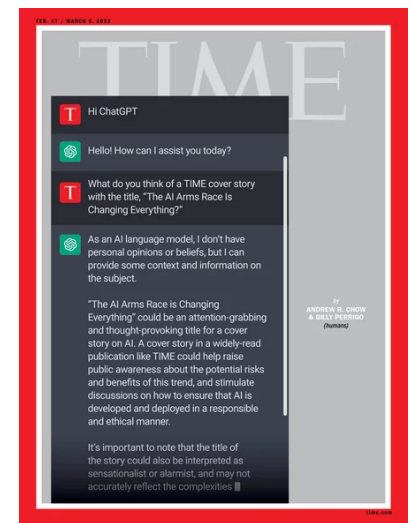 FEB. 27 / MARCH 6, 2023
TIME
T Hi ChatGPT
Hello! How can I assist you today?
T What do you think of a TIME cover story
with the title, "The AI Arms Race Is
Changing Everything?"
As an AI language model, I don't have
personal opinions or beliefs, but I can
provide some context and information on
the subject.
"The AI Arms Race is Changing
Everything" could be an attention-grabbing
and thought-provoking title for a cover
story on AI. A cover story in a widely-read
publication like TIME could help raise
public awareness about the potential risks
and benefits of this trend, and stimulate
discussions on how to ensure that AI is
developed and deployed in a responsible
and ethical manner.
It's important to note that the title of
the story could also be interpreted as
sensationalist or alarmist, and may not
accurately reflect the complexities
by
ANDREW R. CHOW
& BILLY PERRIGO
(humans)
time.com